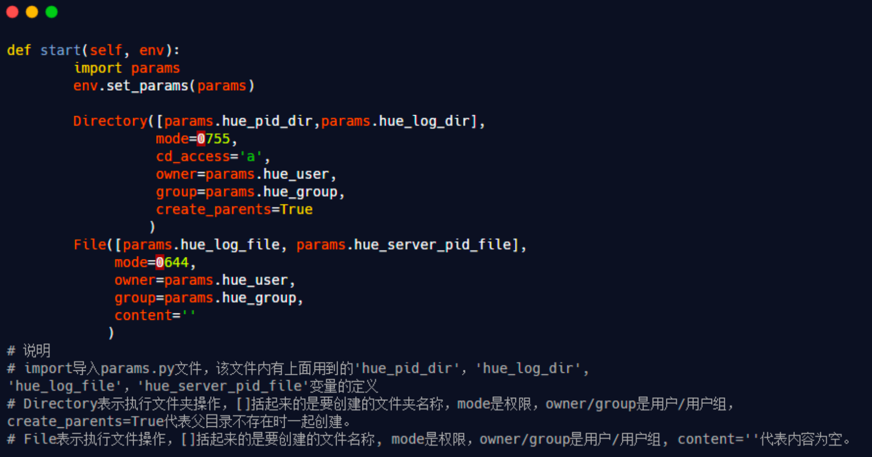 def start(self, env):
import params
env.set_params(params)
Directory([params.hue_pid_dir,params.hue_log_dir],
mode=0755,
cd_access='a',
owner=params.hue_user,
group=params.hue_group,
create_parents=True
)
File([params.hue_log_file, params.hue_server_pid_file],
mode=0644,
owner=params.hue_user,
group=params.hue_group,
content=''
)
# 说明
# import导入params.py文件，该文件内有上面用到的'hue_pid_dir'，'hue_log_dir'，
'hue_log_file'，'hue_server_pid_file'变量的定义
# Directory表示执行文件夹操作，[]括起来的是要创建的文件夹名称，mode是权限，owner/group是用户/用户组，
create_parents=True代表父目录不存在时一起创建。
# File表示执行文件操作，[]括起来的是要创建的文件名称, mode是权限，owner/group是用户/用户组, content=''代表内容为空。